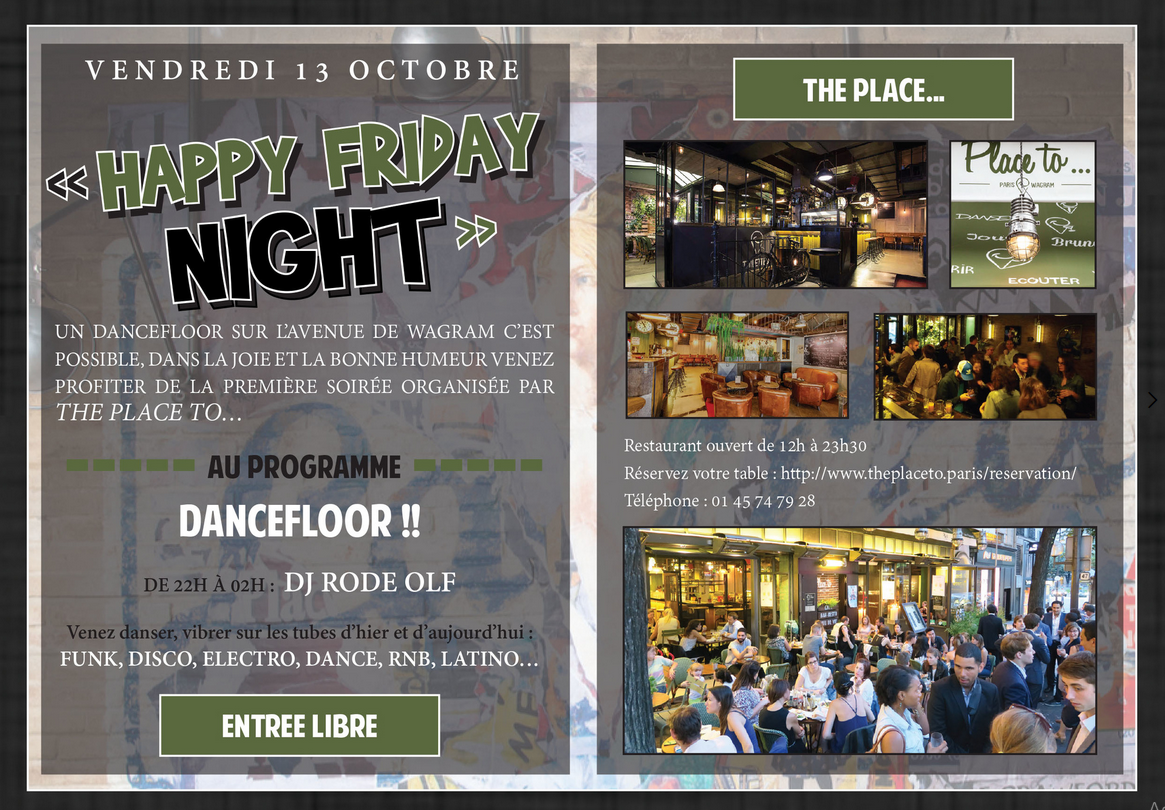 VENDREDI 13 OCTOBRE
« HAPPY FRIDAY
NIGHT »
UN DANCEFLOOR SUR L'AVENUE DE WAGRAM C'EST
POSSIBLE, DANS LA JOIE ET LA BONNE HUMEUR VENEZ
PROFITER DE LA PREMIÈRE SOIRÉE ORGANISÉE PAR
THE PLACE TO…
AU PROGRAMME
DANCEFLOOR !!
DE 22H À 02H : DJ RODE OLF
Venez danser, vibrer sur les tubes d'hier et d'aujourd'hui :
FUNK, DISCO, ELECTRO, DANCE, RNB, LATINO…
ENTREE LIBRE
THE PLACE...
Place to ...
PARIS WAGRAM
DANSE
Jou
Brun
RIR
ECOUTER
Restaurant ouvert de 12h à 23h30
Réservez votre table : http://www.theplaceto.paris/reservation/
Téléphone : 01 45 74 79 28